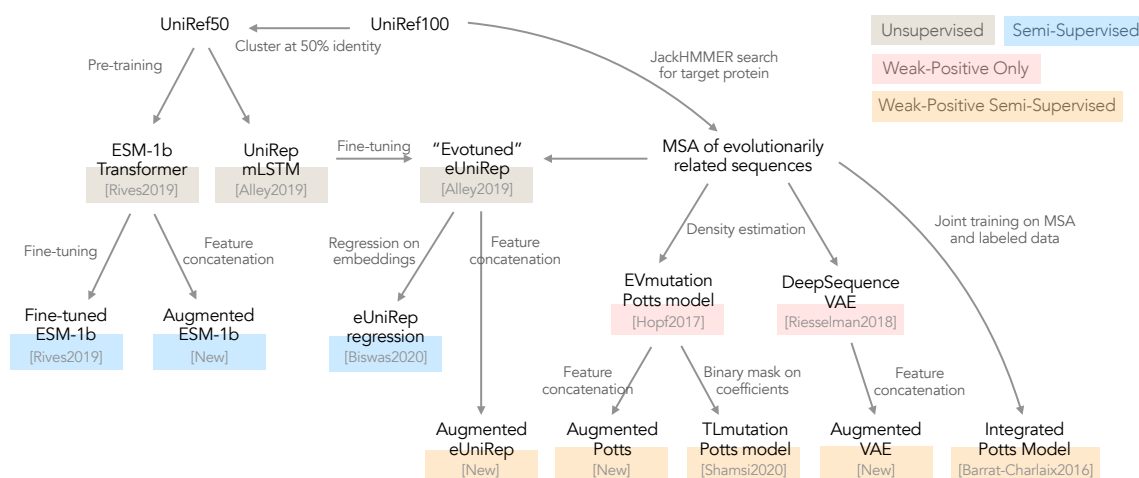 UniRef50
UniRef100
Cluster at 50% identity
Unsupervised
Semi-Supervised
Weak-Positive Only
Weak-Positive Semi-Supervised
Pre-training
JackHMMER search
for target protein
ESM-1b
Transformer
[Rives2019]
UniRep
mLSTM
[Alley2019]
Fine-tuning
"Evotuned"
eUniRep
[Alley2019]
MSA of evolutionarily
related sequences
Fine-tuning
Feature
concatenation
Regression on
embeddings
Feature
concatenation
Density estimation
Joint training on MSA
and labeled data
Fine-tuned
ESM-1b
[Rives2019]
Augmented
ESM-1b
[New]
eUniRep
regression
[Biswas2020]
EVmutation
Potts model
[Hopf2017]
DeepSequence
VAE
[Riesselman2018]
Feature
concatenation
Binary mask on
coefficients
Feature
concatenation
Augmented
eUniRep
[New]
Augmented
Potts
[New]
TLmutation
Potts model
[Shamsi2020]
Augmented
VAE
[New]
Integrated
Potts Model
[Barrat-Charlaix2016]